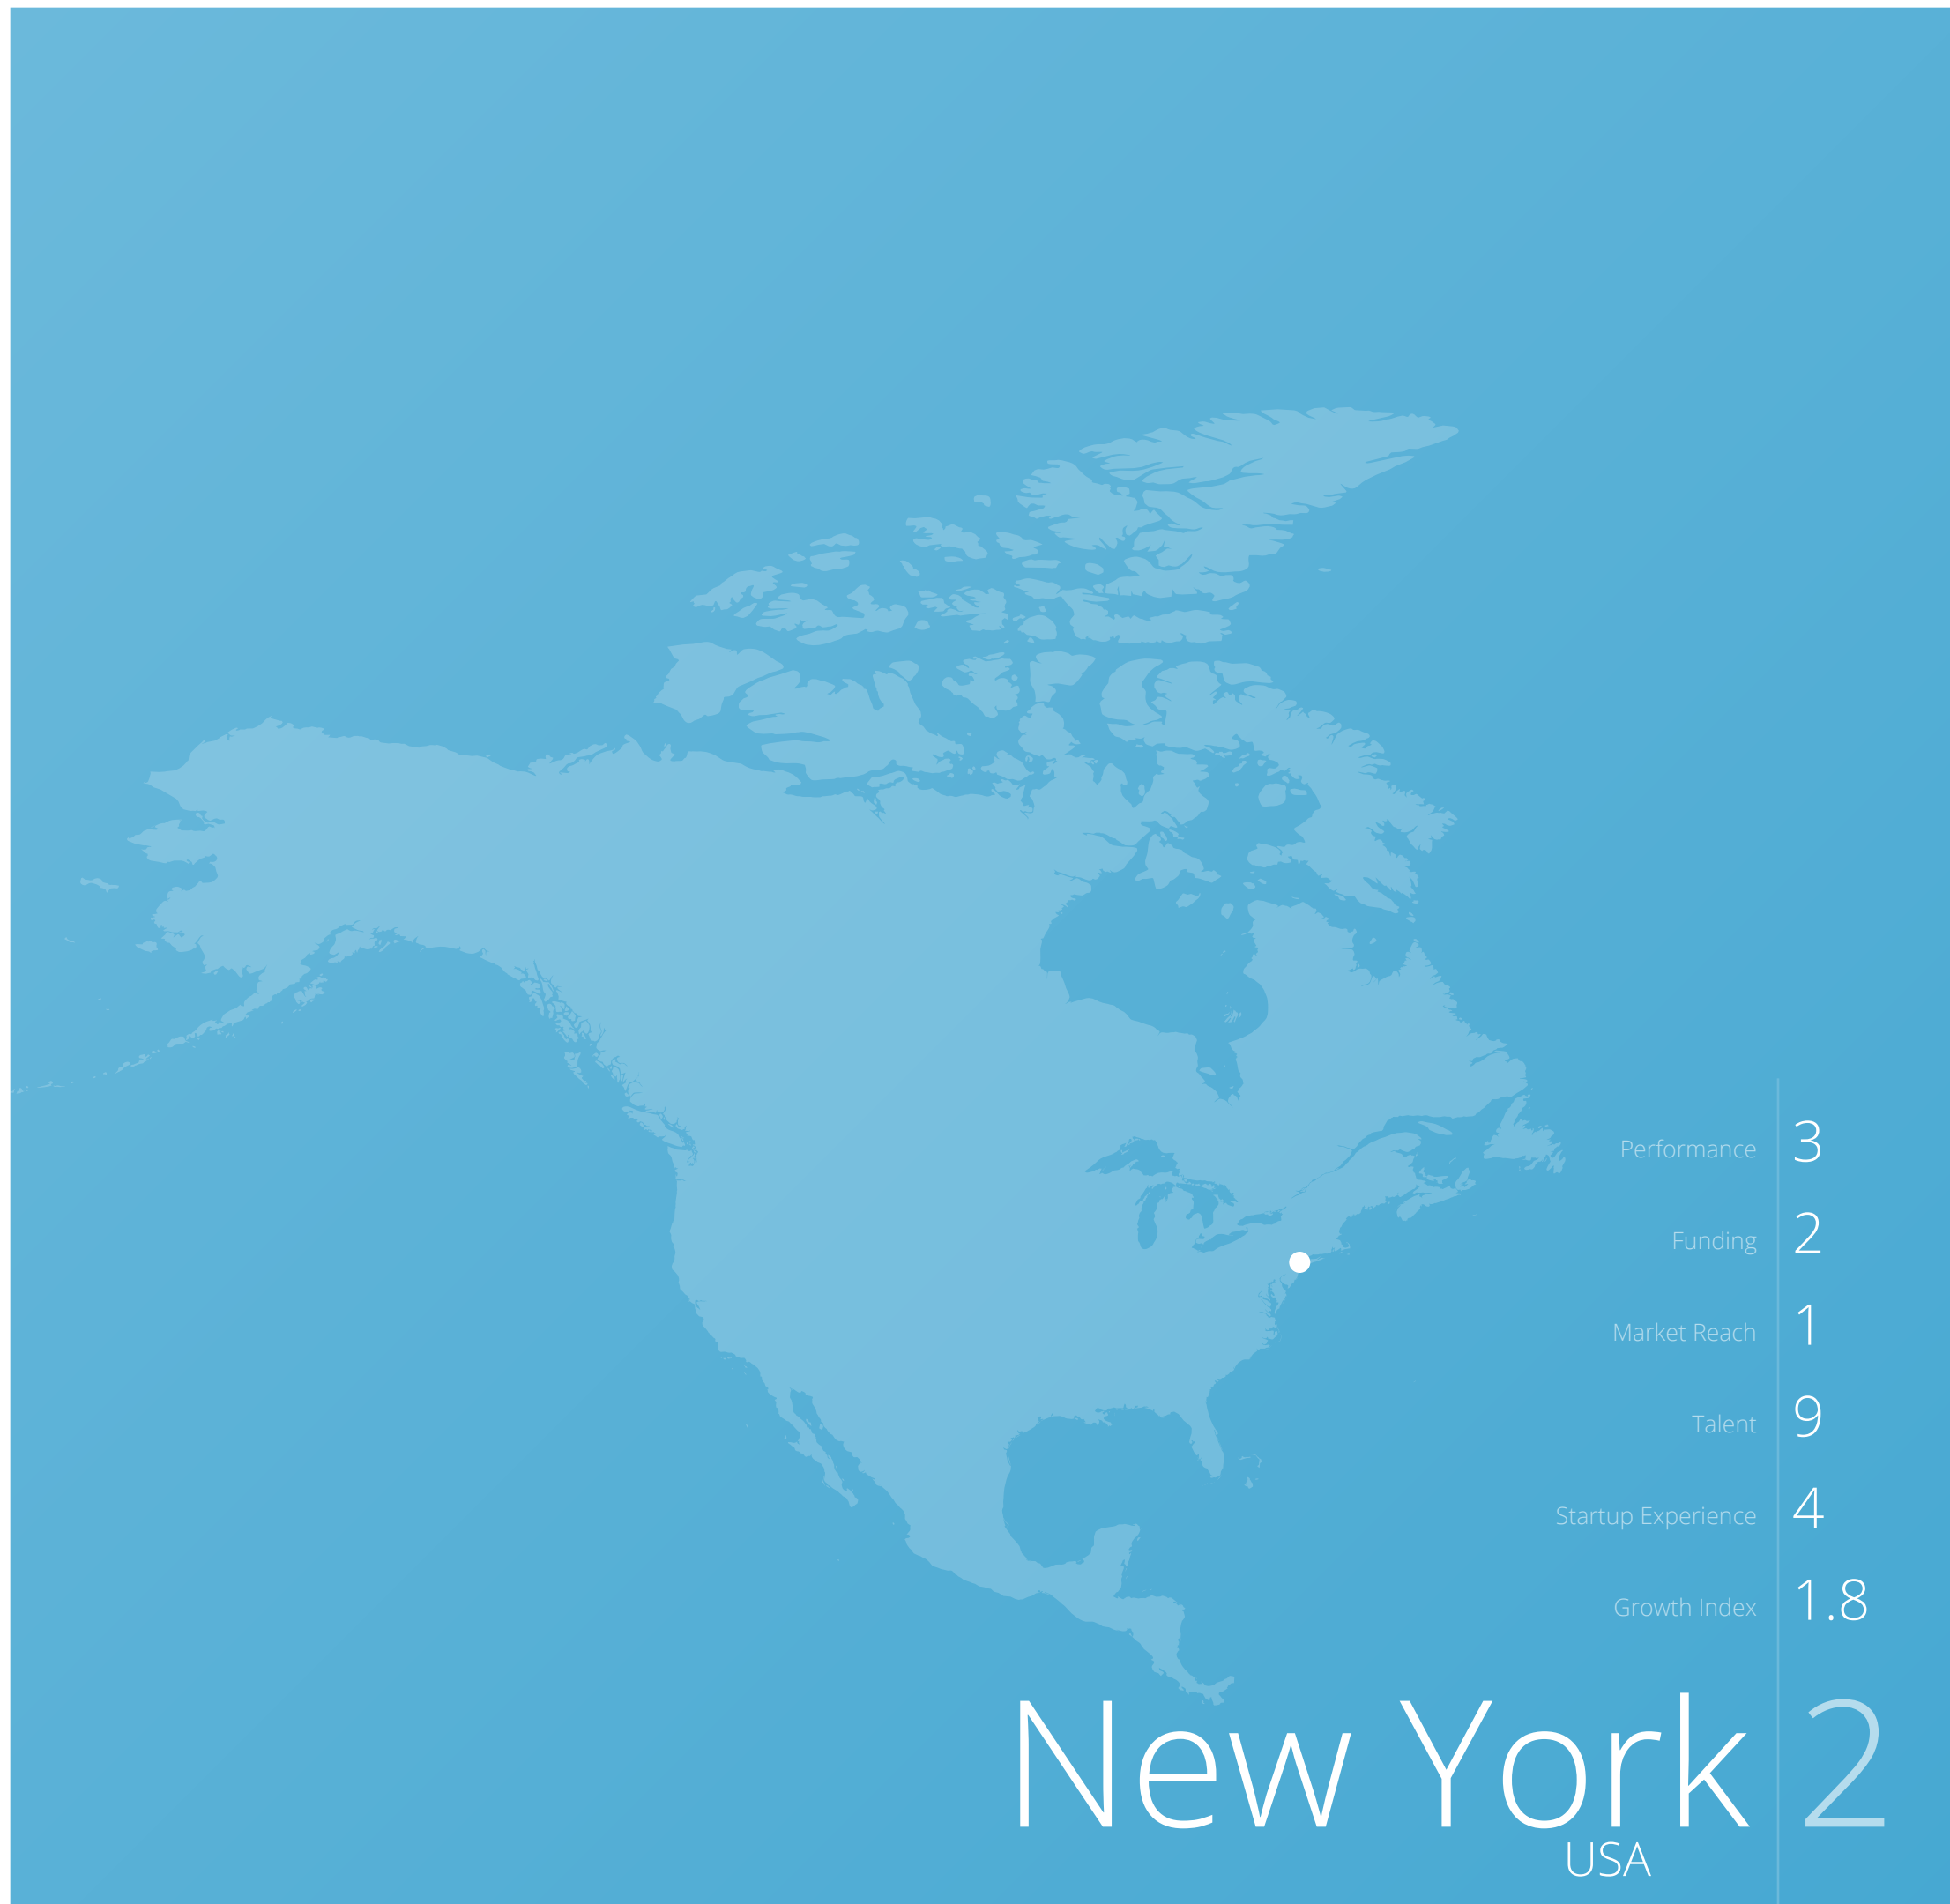 Performance 3
Funding 2
Market Reach 1
Talent 9
Startup Experience 4
Growth Index 1.8
New York 2
USA